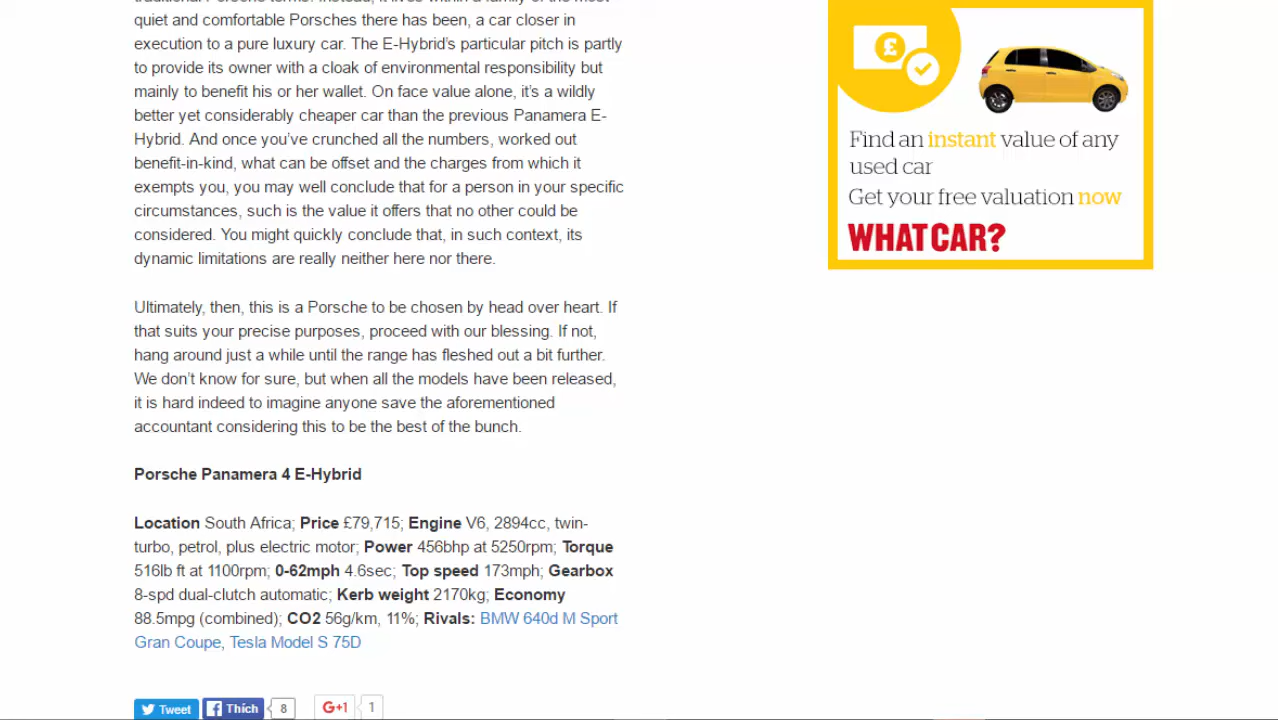 traditional Porsche terms. Instead, it lives within a family of the most
quiet and comfortable Porsches there has been, a car closer in
execution to a pure luxury car. The E-Hybrid’s particular pitch is partly
to provide its owner with a cloak of environmental responsibility but
mainly to benefit his or her wallet. On face value alone, it’s a wildly
better yet considerably cheaper car than the previous Panamera E-
Hybrid. And once you’ve crunched all the numbers, worked out
benefit-in-kind, what can be offset and the charges from which it
exempts you, you may well conclude that for a person in your specific
circumstances, such is the value it offers that no other could be
considered. You might quickly conclude that, in such context, its
dynamic limitations are really neither here nor there.
Ultimately, then, this is a Porsche to be chosen by head over heart. If
that suits your precise purposes, proceed with our blessing. If not,
hang around just a while until the range has fleshed out a bit further.
We don’t know for sure, but when all the models have been released,
it is hard indeed to imagine anyone save the aforementioned
accountant considering this to be the best of the bunch.
Porsche Panamera 4 E-Hybrid
Location South Africa; Price £79,715; Engine V6, 2894cc, twin-
turbo, petrol, plus electric motor; Power 456bhp at 5250rpm; Torque
516lb ft at 1100rpm; 0-62mph 4.6sec; Top speed 173mph; Gearbox
8-spd dual-clutch automatic; Kerb weight 2170kg; Economy
88.5mpg (combined); CO2 56g/km, 11%; Rivals: BMW 640d M Sport
Gran Coupe, Tesla Model S 75D
Tweet Thích 8 G+1 1
£
Find an instant value of any
used car
Get your free valuation now
WHATCAR?